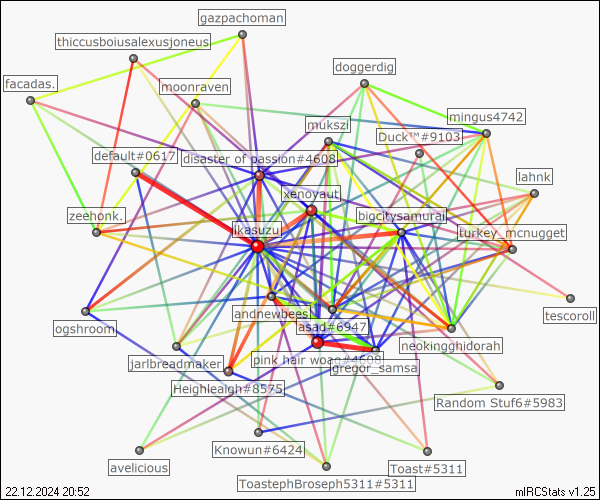 gazpachoman
thiccusboiusalexusjoneus
doggerdig
facadas.
moonraven
mingus4742
mukszi
Duck™#9103
default#0617
disaster of passion#4608
lahnk
xenoyaut
zeehonk.
bigcitysamurai
ikasuzu
turkey_mcnugget
tescoroll
andnewbees
ogshroom
asad#6947
neokingghidorah
jarlbreadmaker
pink hair woag#4608
gregor_samsa
Heighleaigh#8575
Random Stuf6#5983
Knowun#6424
avelicious
Toast#5311
ToastephBroseph5311#5311
22.12.2024 20:52
mIRCStats v1.25